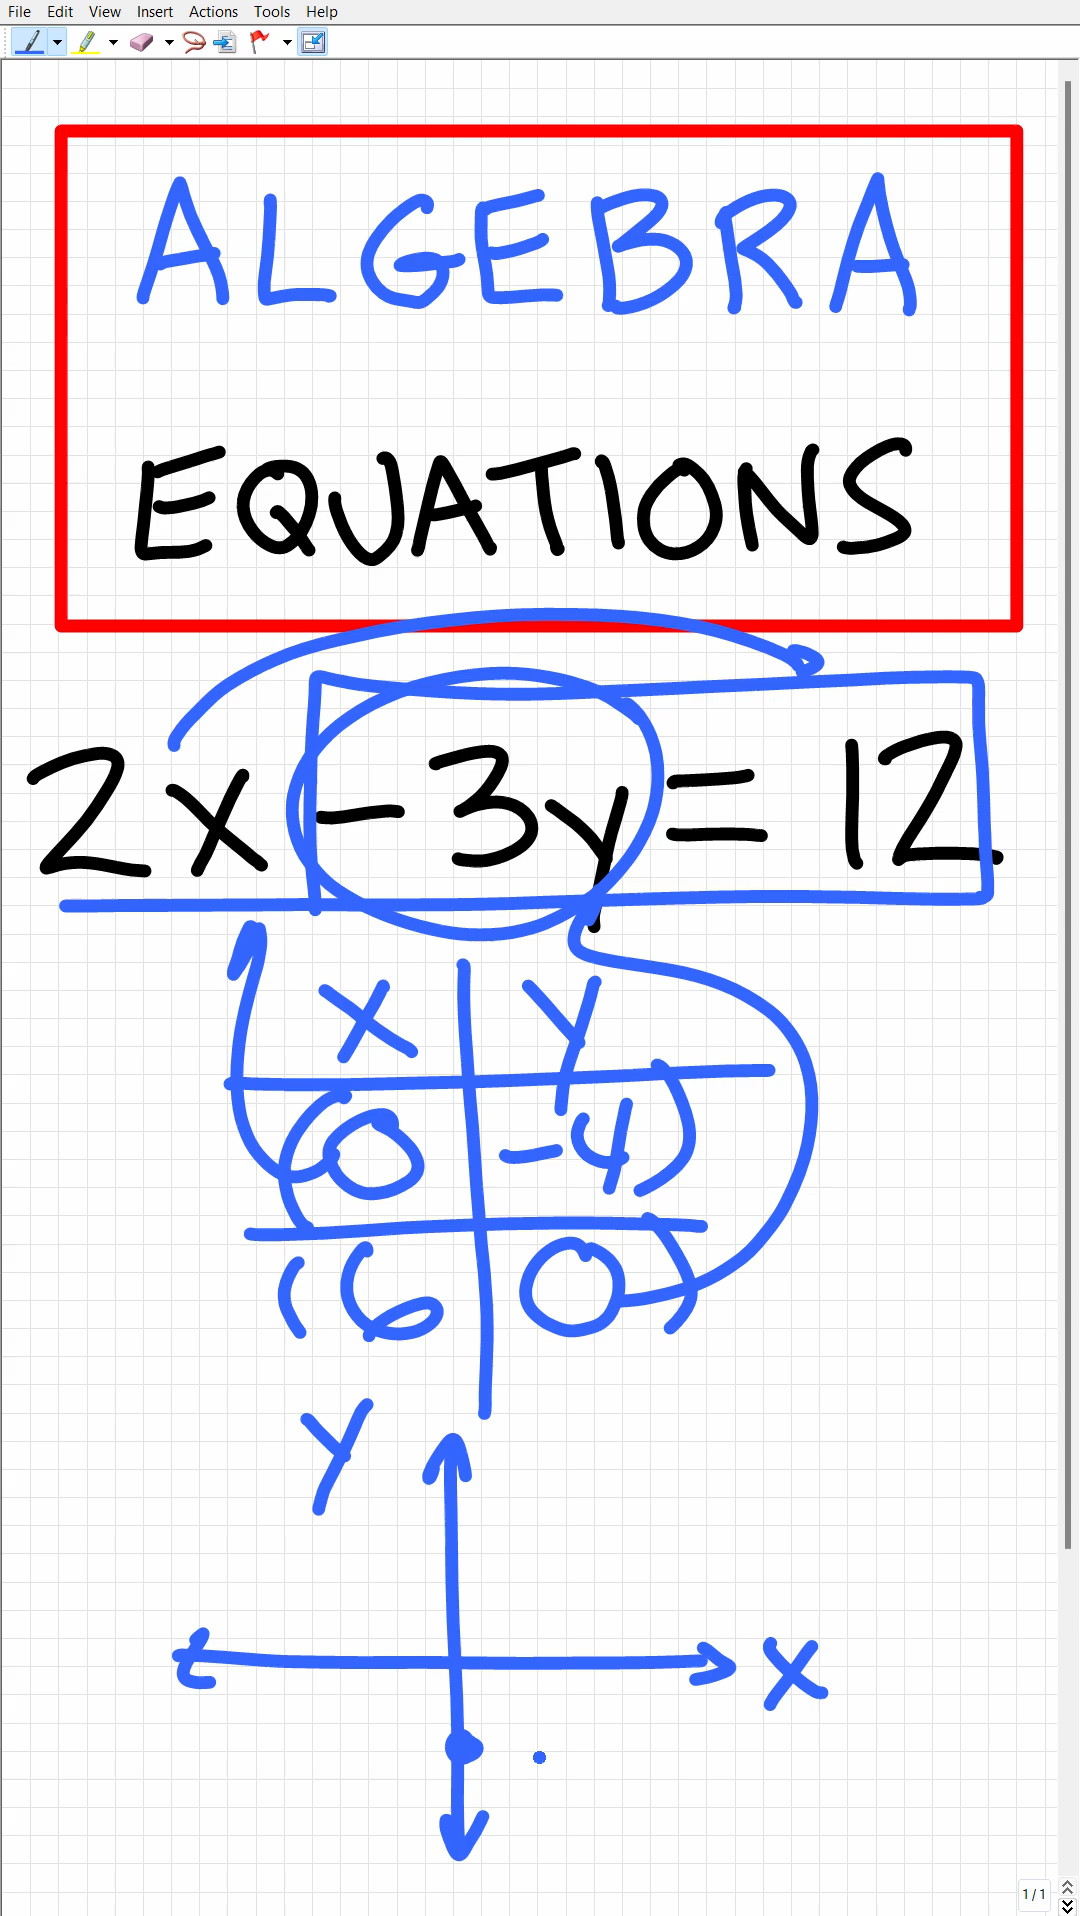 File Edit View Insert Actions Tools Help
ALGEBRA
EQUATIONS
2x - 3y = 12
x y
(0 -4)
(6 0)
y
x
1 / 1